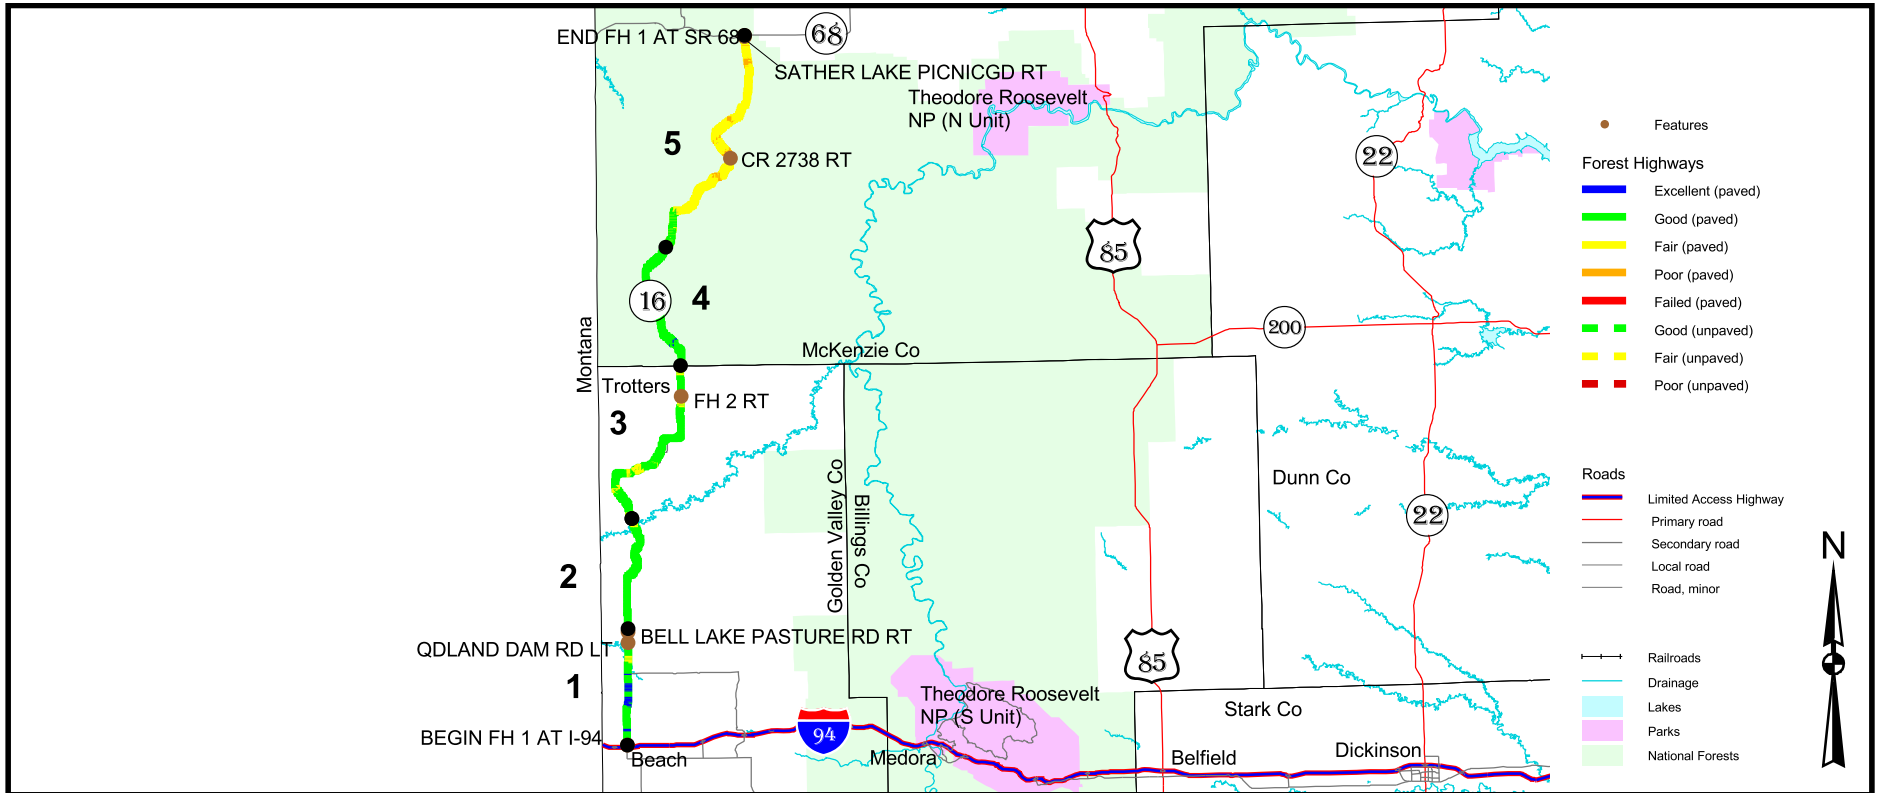 END FH 1 AT SR 68
68
SATHER LAKE PICNICGD RT
Theodore Roosevelt
NP (N Unit)
5
CR 2738 RT
22
85
16
4
200
Montana
McKenzie Co
Trotters
FH 2 RT
3
Golden Valley Co
Billings Co
Dunn Co
22
2
BELL LAKE PASTURE RD RT
QDLAND DAM RD LT
85
1
Theodore Roosevelt
NP (S Unit)
Stark Co
BEGIN FH 1 AT I-94
94
Beach
Medora
Belfield
Dickinson
Features
Forest Highways
Excellent (paved)
Good (paved)
Fair (paved)
Poor (paved)
Failed (paved)
Good (unpaved)
Fair (unpaved)
Poor (unpaved)
Roads
Limited Access Highway
Primary road
Secondary road
Local road
Road, minor
Railroads
Drainage
Lakes
Parks
National Forests
N